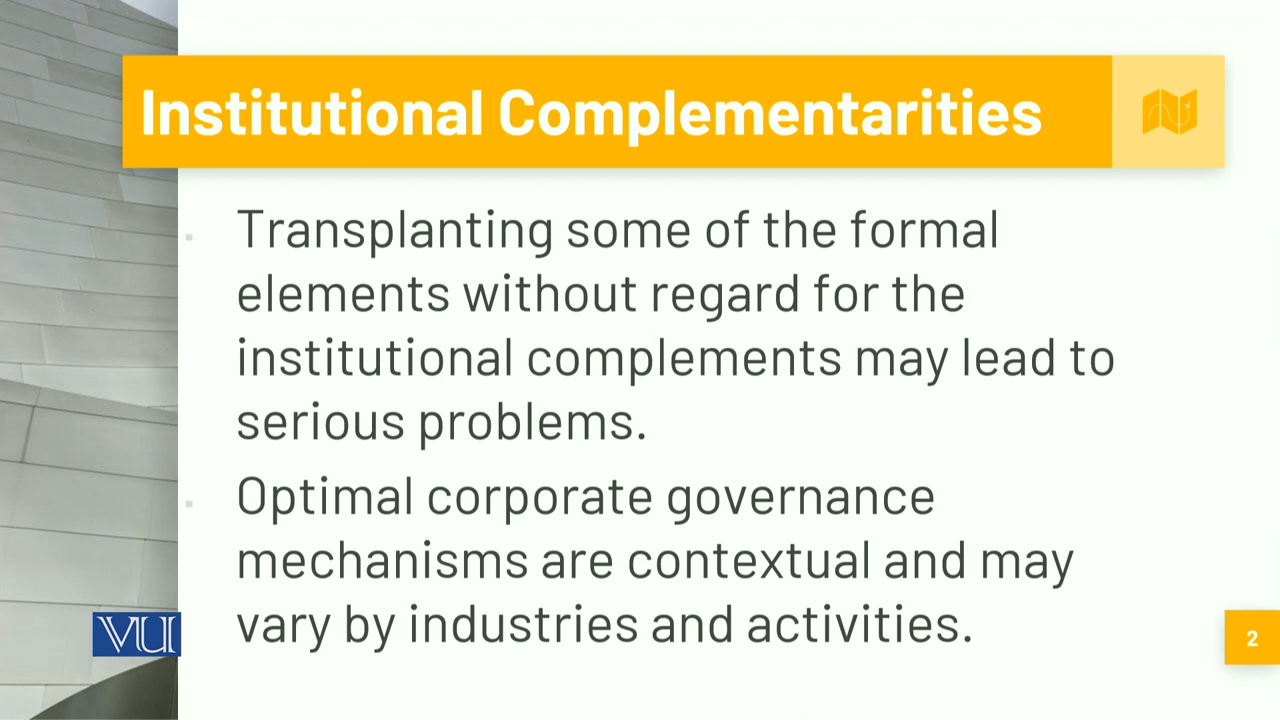 Institutional Complementarities
Transplanting some of the formal
elements without regard for the
institutional complements may lead to
serious problems.
Optimal corporate governance
mechanisms are contextual and may
vary by industries and activities.
VU
2